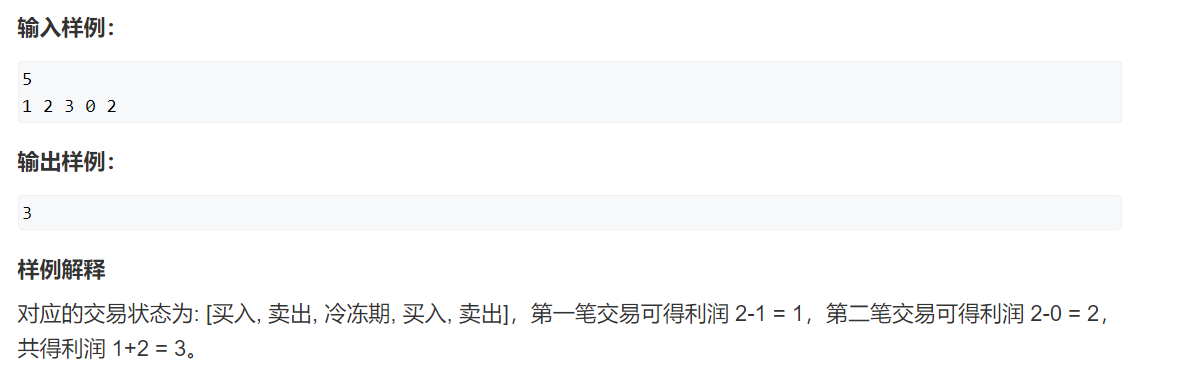 输入样例：
5
1 2 3 0 2
输出样例：
3
样例解释
对应的交易状态为: [买入, 卖出, 冷冻期, 买入, 卖出]，第一笔交易可得利润 2-1 = 1，第二笔交易可得利润 2-0 = 2，
共得利润 1+2 = 3。